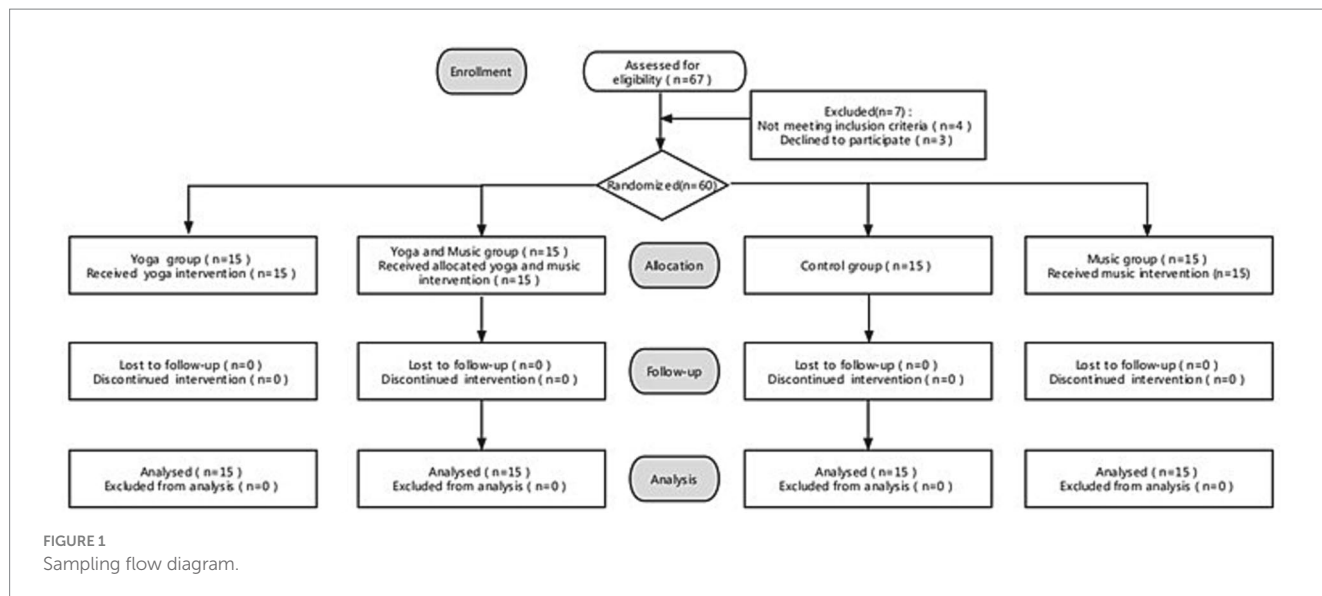 Enrollment
Assessed for
eligibility ( n=67 )
Excluded(n=7) :
Not meeting inclusion criteria ( n=4 )
Declined to participate ( n=3 )
Randomized(n=60)
Yoga group ( n=15 )
Received yoga intervention ( n=15 )
Yoga and Music group ( n=15 )
Received allocated yoga and music
intervention ( n=15 )
Allocation
Control group ( n=15 )
Music group ( n=15 )
Received music intervention (n=15)
Lost to follow-up ( n=0 )
Discontinued intervention ( n=0 )
Lost to follow-up ( n=0 )
Discontinued intervention ( n=0 )
Follow-up
Lost to follow-up ( n=0 )
Discontinued intervention ( n=0 )
Lost to follow-up ( n=0 )
Discontinued intervention ( n=0 )
Analysed ( n=15 )
Excluded from analysis ( n=0 )
Analysed ( n=15 )
Excluded from analysis ( n=0 )
Analysis
Analysed ( n=15 )
Excluded from analysis ( n=0 )
Analysed ( n=15 )
Excluded from analysis ( n=0 )
FIGURE 1
Sampling flow diagram.